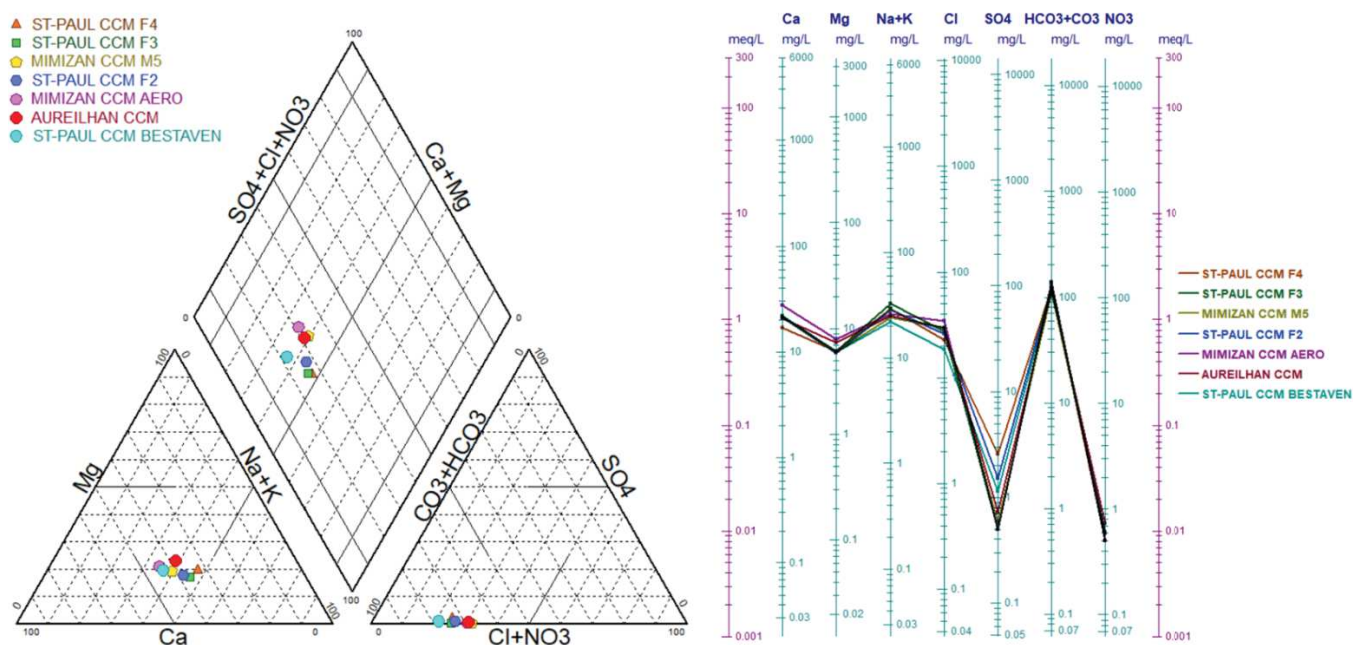 ST-PAUL CCM F4
ST-PAUL CCM F3
MIMIZAN CCM M5
ST-PAUL CCM F2
MIMIZAN CCM AERO
AUREILHAN CCM
ST-PAUL CCM BESTAVEN
100
SO4+Cl+NO3
Ca+Mg
0
0
100
0
0
100
Mg
Na+K
CO3+HCO3
SO4
0
100
100
0
100
0
100
100
Ca
Cl+NO3
Ca Mg Na+K Cl SO4 HCO3+CO3 NO3
meq/L mg/L mg/L mg/L mg/L mg/L mg/L mg/L meq/L
300 6000 3000 6000 10000 10000 10000 10000 300
100 1000 1000 1000 1000 1000 1000 1000 100
10 100 100 100 100 100 100 100 10
1 10 10 10 10 10 10 10 1
0.1 1 1 1 1 1 1 1 0.1
0.01 0.1 0.1 0.1 0.1 0.1 0.1 0.1 0.01
0.001 0.03 0.02 0.03 0.04 0.05 0.07 0.07 0.001
ST-PAUL CCM F4
ST-PAUL CCM F3
MIMIZAN CCM M5
ST-PAUL CCM F2
MIMIZAN CCM AERO
AUREILHAN CCM
ST-PAUL CCM BESTAVEN